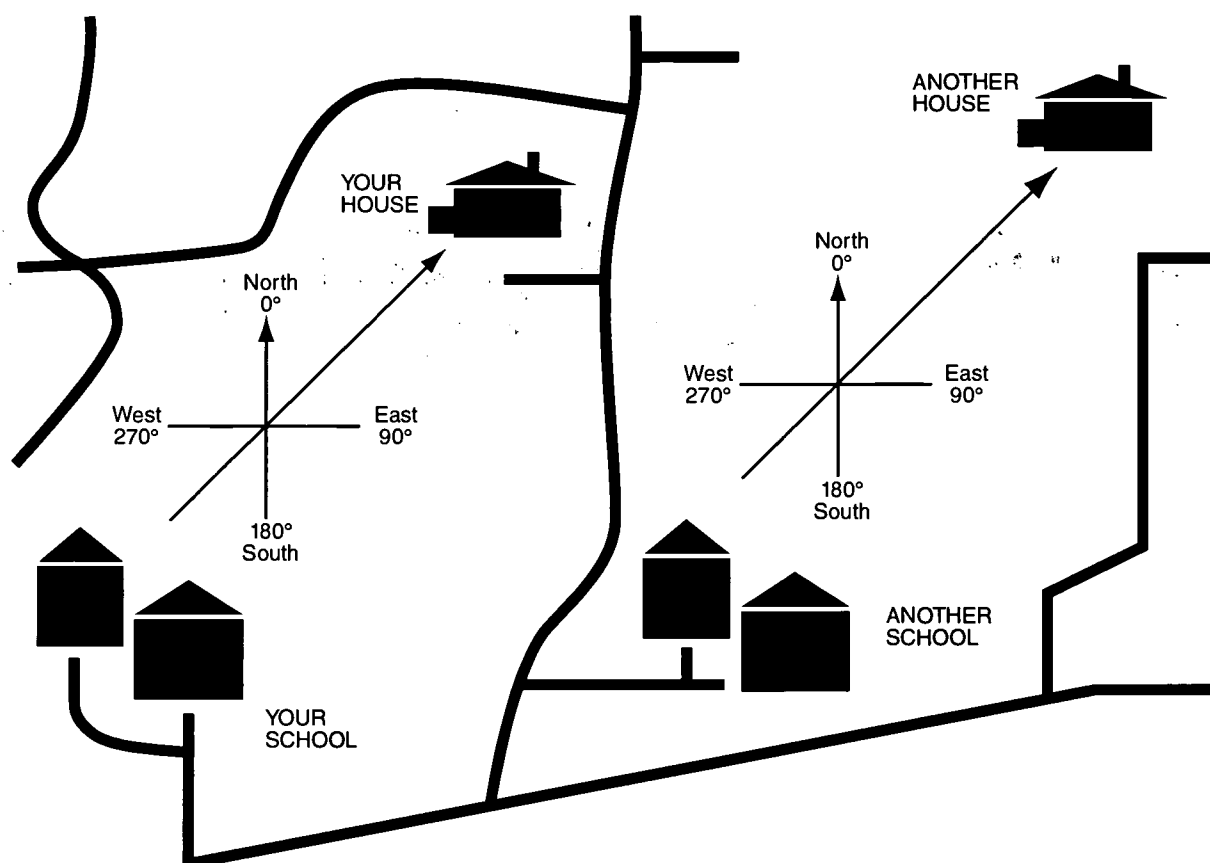 ANOTHER
HOUSE
YOUR
HOUSE
North
0°
West
270°
East
90°
180°
South
North
0°
West
270°
East
90°
180°
South
YOUR
SCHOOL
ANOTHER
SCHOOL